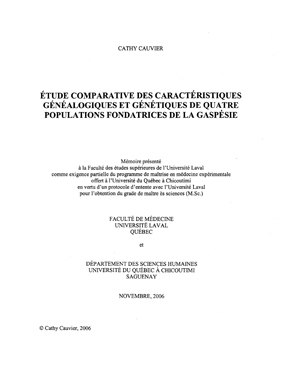 CATHY CAUVIER
ÉTUDE COMPARATIVE DES CARACTÉRISTIQUES
GÉNÉALOGIQUES ET GÉNÉTIQUES DE QUATRE
POPULATIONS FONDATRICES DE LA GASPÉSIE
Mémoire présenté
à la Faculté des études supérieures de l'Université Laval
comme exigence partielle du programme de maîtrise en médecine expérimentale
offert à l'Université du Québec à Chicoutimi
en vertu d'un protocole d'entente avec l'Université Laval
pour l'obtention du grade de maître ès sciences (M.Sc.)
FACULTÉ DE MÉDECINE
UNIVERSITÉ LAVAL
QUÉBEC
et
DÉPARTEMENT DES SCIENCES HUMAINES
UNIVERSITÉ DU QUÉBEC À CHICOUTIMI
SAGUENAY
NOVEMBRE, 2006
© Cathy Cauvier, 2006